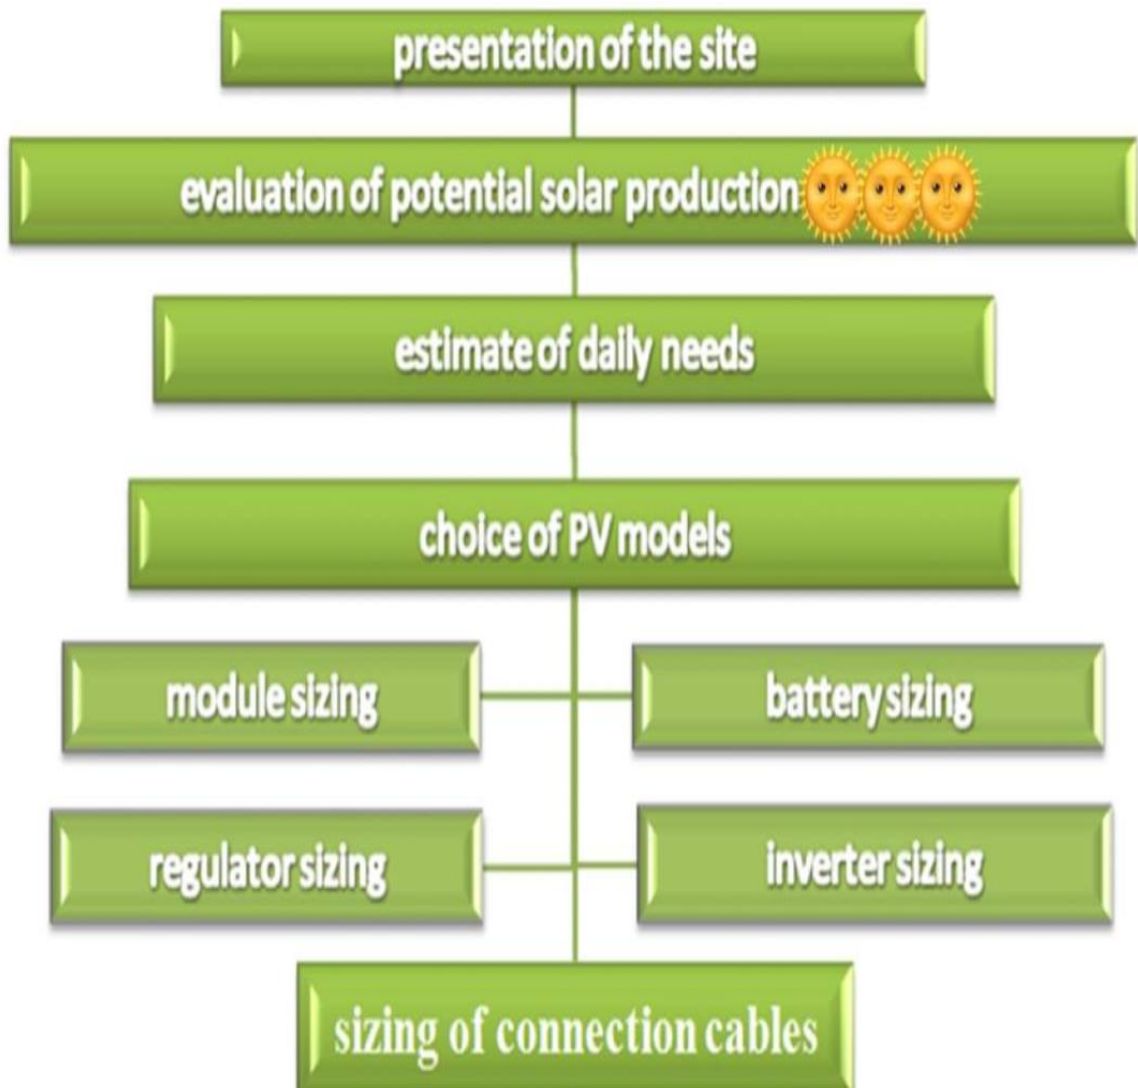 presentation of the site
evaluation of potential solar production
estimate of daily needs
choice of PV models
module sizing
battery sizing
regulator sizing
inverter sizing
sizing of connection cables